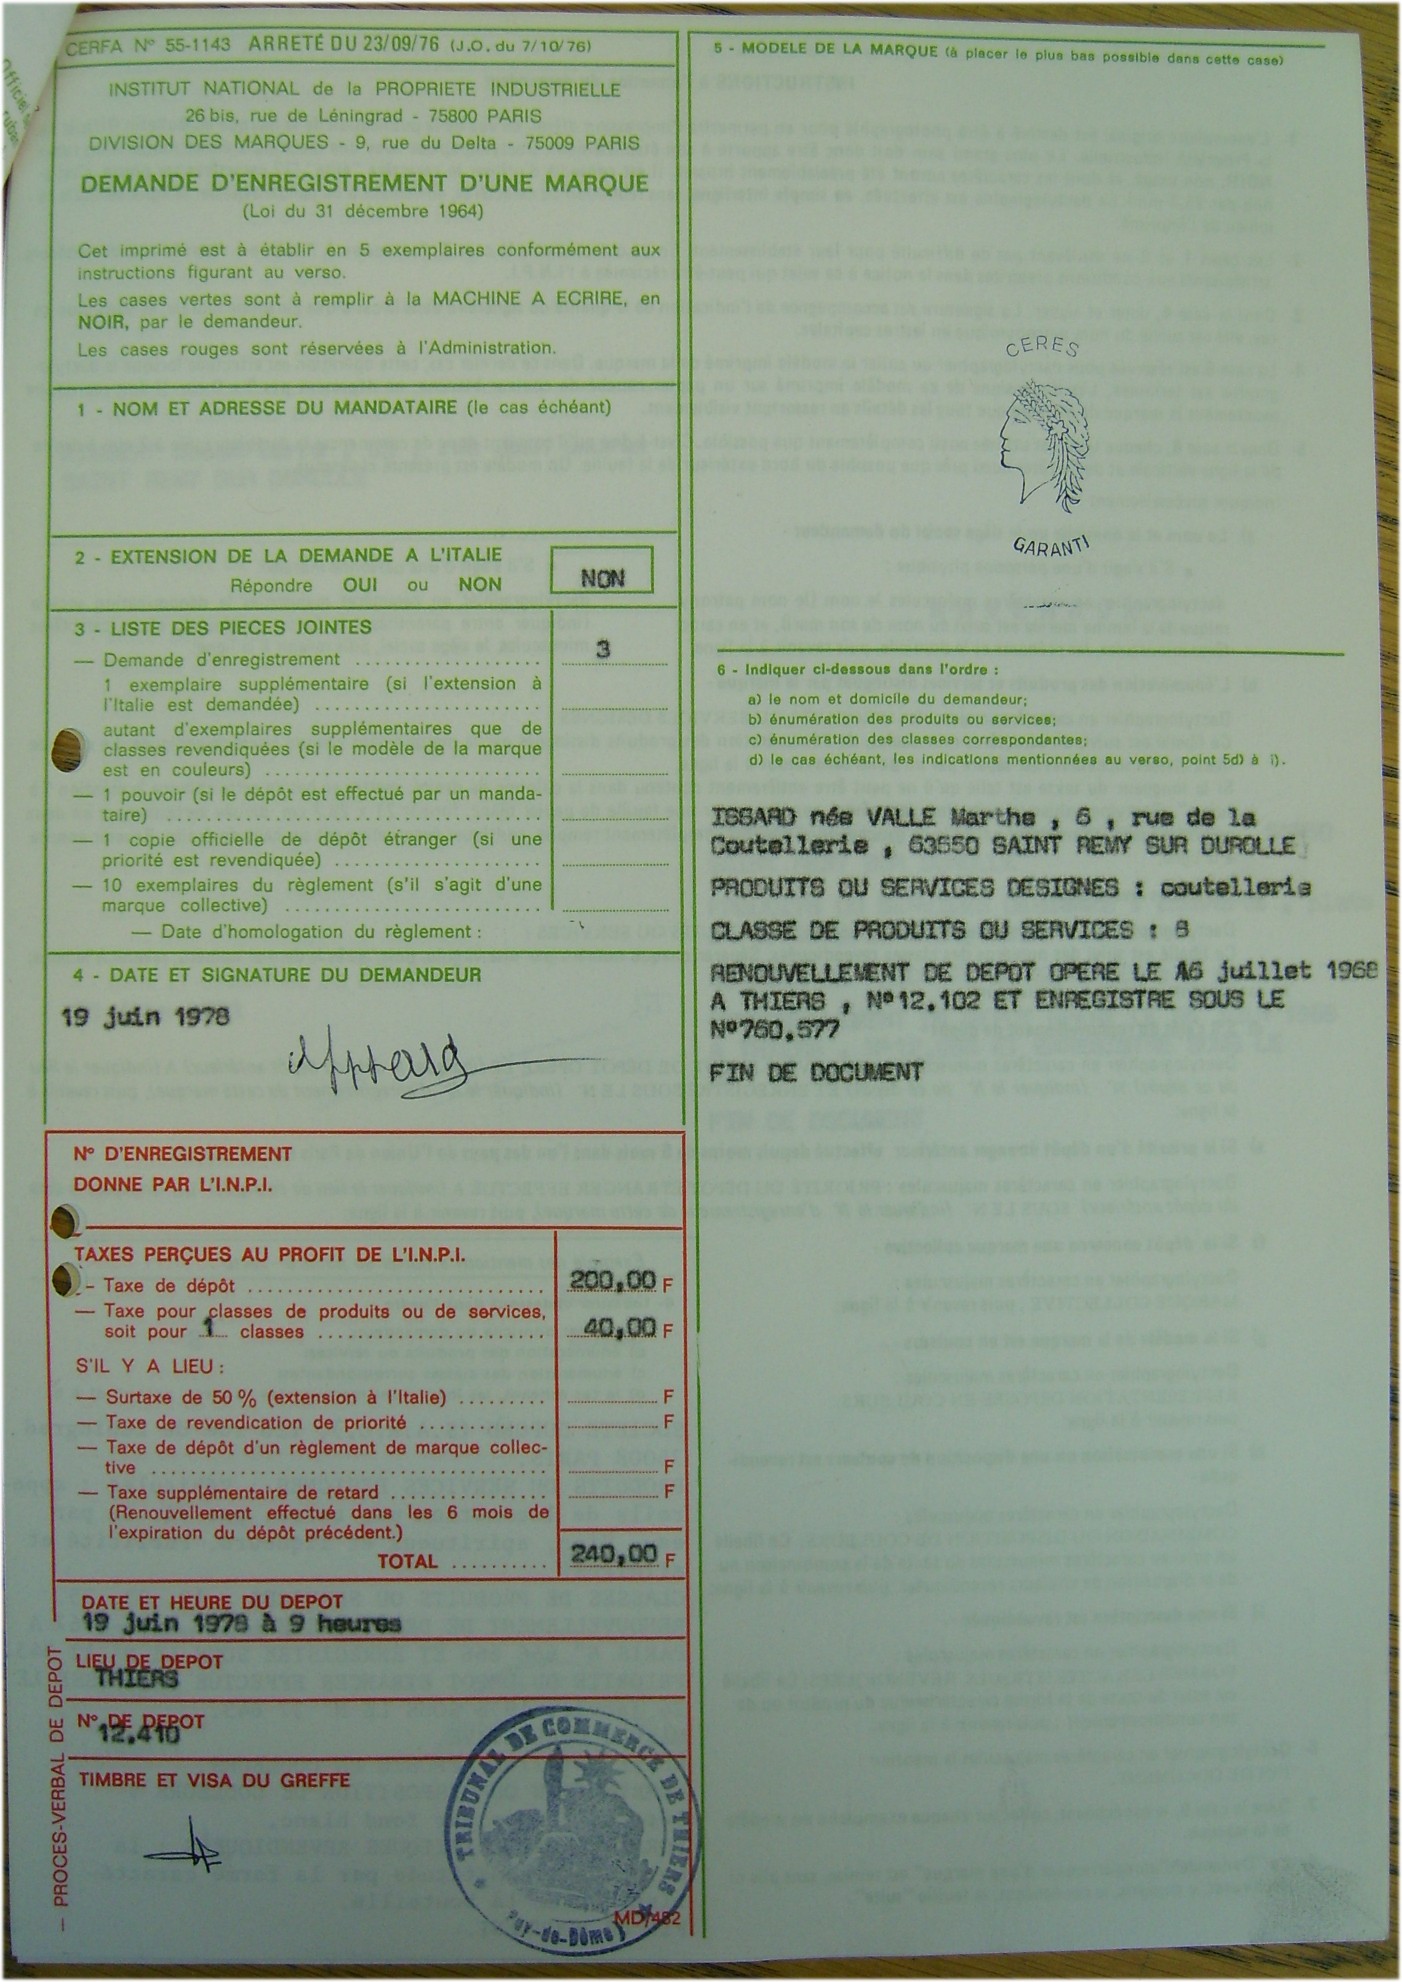 CERFA N° 55-1143 ARRETÉ DU 23/09/76 (J.O. du 7/10/76)
INSTITUT NATIONAL de la PROPRIETE INDUSTRIELLE
26 bis, rue de Léningrad - 75800 PARIS
DIVISION DES MARQUES - 9, rue du Delta - 75009 PARIS
DEMANDE D'ENREGISTREMENT D'UNE MARQUE
(Loi du 31 décembre 1964)
Cet imprimé est à établir en 5 exemplaires conformément aux
instructions figurant au verso.
Les cases vertes sont à remplir à la MACHINE A ECRIRE, en
NOIR, par le demandeur.
Les cases rouges sont réservées à l'Administration.
1 - NOM ET ADRESSE DU MANDATAIRE (le cas échéant)
2 - EXTENSION DE LA DEMANDE A L'ITALIE
Répondre OUI ou NON
NON
3 - LISTE DES PIECES JOINTES
— Demande d'enregistrement .................... 3
1 exemplaire supplémentaire (si l'extension à
l'Italie est demandée) ....................
autant d'exemplaires supplémentaires que de
classes revendiquées (si le modèle de la marque
est en couleurs) ....................
— 1 pouvoir (si le dépôt est effectué par un manda-
taire) ....................
— 1 copie officielle de dépôt étranger (si une
priorité est revendiquée) ....................
— 10 exemplaires du règlement (s'il s'agit d'une
marque collective) ....................
— Date d'homologation du règlement :
4 - DATE ET SIGNATURE DU DEMANDEUR
19 juin 1978
N° D'ENREGISTREMENT
DONNE PAR L'I.N.P.I.
TAXES PERÇUES AU PROFIT DE L'I.N.P.I.
— Taxe de dépôt .................... 200,00 F
— Taxe pour classes de produits ou de services,
soit pour 1 classes .................... 40,00 F
S'IL Y A LIEU :
— Surtaxe de 50 % (extension à l'Italie) ......... F
— Taxe de revendication de priorité ............... F
— Taxe de dépôt d'un règlement de marque collec-
tive .................... F
— Taxe supplémentaire de retard ................ F
(Renouvellement effectué dans les 6 mois de
l'expiration du dépôt précédent.)
TOTAL .......... 240,00 F
— PROCES-VERBAL DE DEPOT
DATE ET HEURE DU DEPOT
19 juin 1978 à 9 heures
LIEU DE DEPOT
THIERS
N° DE DEPOT
12.410
TIMBRE ET VISA DU GREFFE
TRIBUNAL DE COMMERCE DE THIERS
Puy-de-Dôme
MD/482
5 - MODELE DE LA MARQUE (à placer le plus bas possible dans cette case)
CERES
GARANTI
6 - Indiquer ci-dessous dans l'ordre :
a) le nom et domicile du demandeur;
b) énumération des produits ou services;
c) énumération des classes correspondantes;
d) le cas échéant, les indications mentionnées au verso, point 5d) à i).
ISSARD née VALLE Marthe , 6 , rue de la
Coutellerie , 63550 SAINT REMY SUR DUROLLE
PRODUITS OU SERVICES DESIGNES : coutellerie
CLASSE DE PRODUITS OU SERVICES : 8
RENOUVELLEMENT DE DEPOT OPERE LE 16 juillet 1968
A THIERS , N°12.102 ET ENREGISTRE SOUS LE
N°760.577
FIN DE DOCUMENT